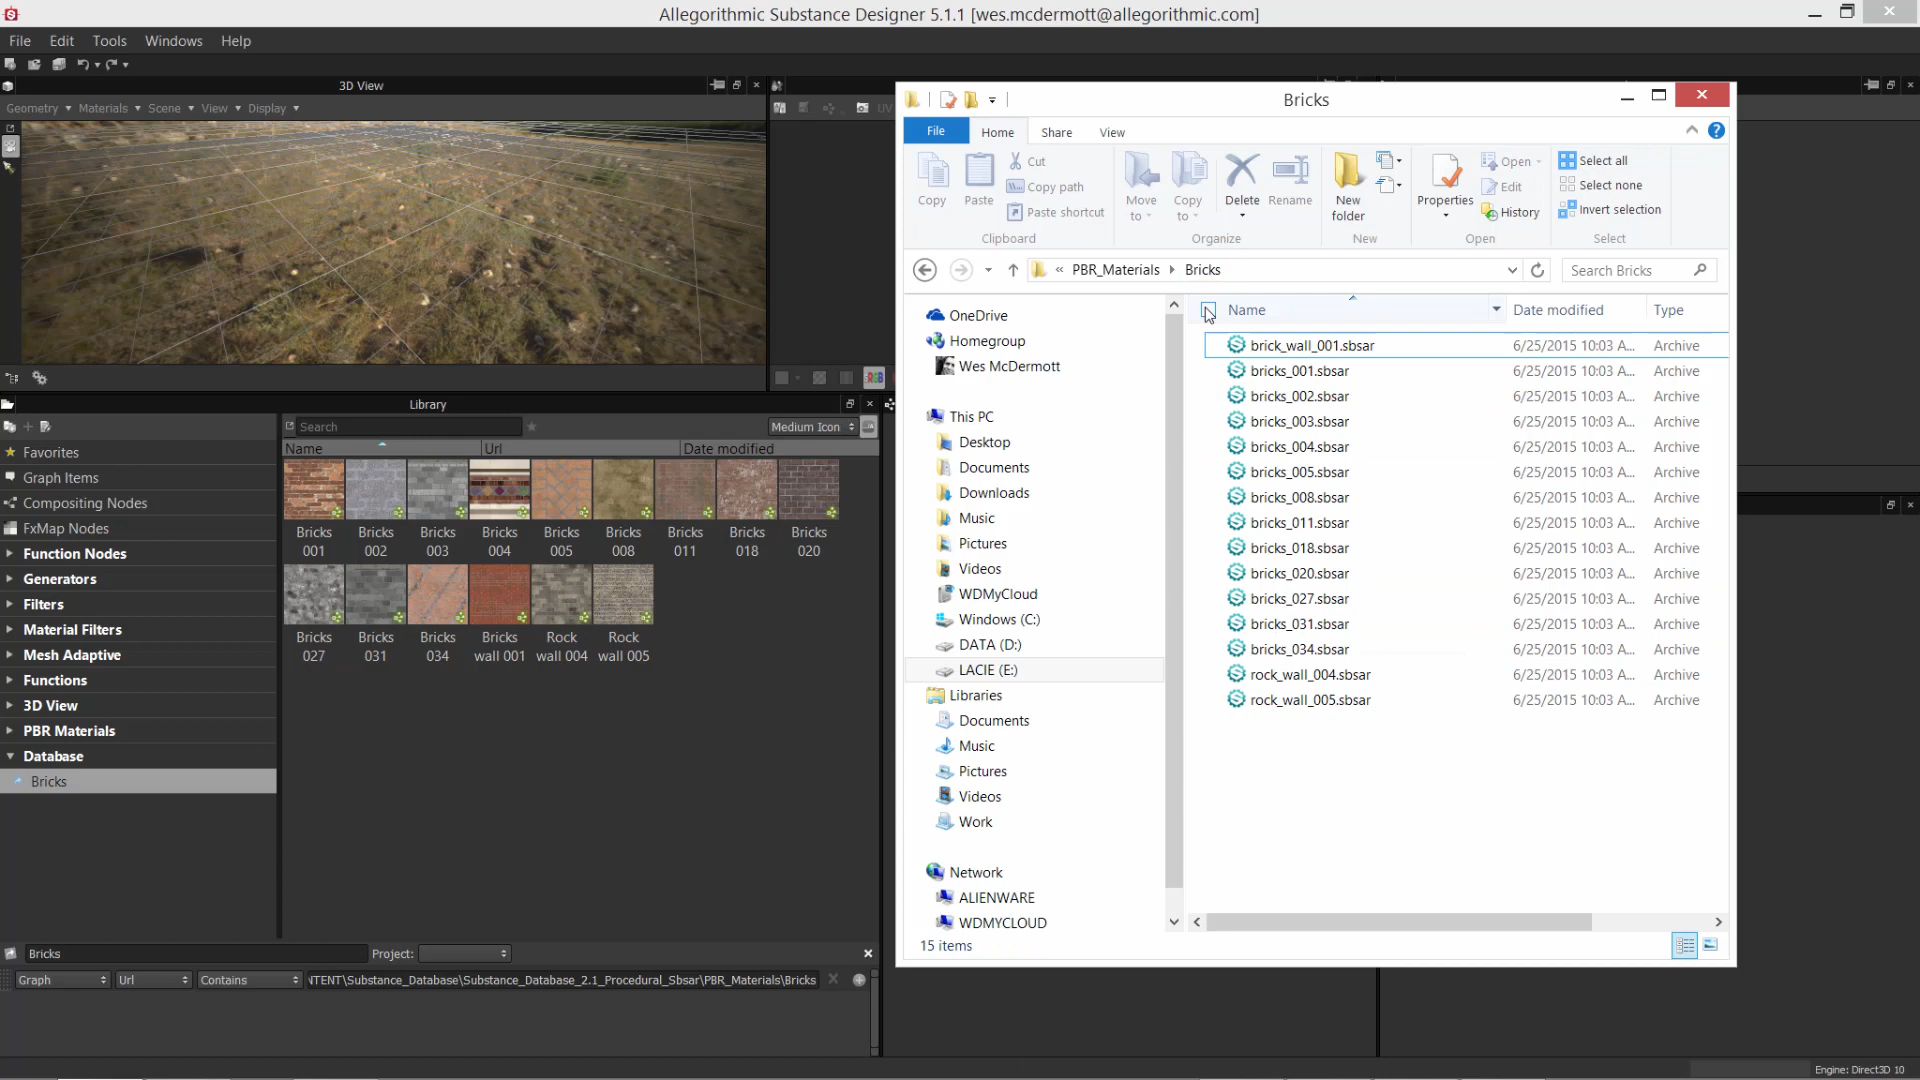 Allegorithmic Substance Designer 5.1.1 [wes.mcdermott@allegorithmic.com]
File Edit Tools Windows Help
3D View
Geometry Materials Scene View Display
UV
sRGB
Library
Search
Medium Icon
Name Url Date modified
Favorites
Graph Items
Compositing Nodes
FxMap Nodes
Function Nodes
Generators
Filters
Material Filters
Mesh Adaptive
Functions
3D View
PBR Materials
Database
Bricks
Bricks 001
Bricks 002
Bricks 003
Bricks 004
Bricks 005
Bricks 008
Bricks 011
Bricks 018
Bricks 020
Bricks 027
Bricks 031
Bricks 034
Bricks wall 001
Rock wall 004
Rock wall 005
Bricks Project:
Graph Url Contains NTENT\Substance_Database\Substance_Database_2.1_Procedural_Sbsar\PBR_Materials\Bricks
Engine: Direct3D 10
Bricks
File Home Share View
Copy
Paste
Cut
Copy path
Paste shortcut
Clipboard
Move to
Copy to
Delete
Rename
Organize
New folder
New
Properties
Open
Edit
History
Open
Select all
Select none
Invert selection
Select
« PBR_Materials Bricks
Search Bricks
OneDrive
Homegroup
Wes McDermott
This PC
Desktop
Documents
Downloads
Music
Pictures
Videos
WDMyCloud
Windows (C:)
DATA (D:)
LACIE (E:)
Libraries
Documents
Music
Pictures
Videos
Work
Network
ALIENWARE
WDMYCLOUD
Name Date modified Type
brick_wall_001.sbsar 6/25/2015 10:03 A... Archive
bricks_001.sbsar 6/25/2015 10:03 A... Archive
bricks_002.sbsar 6/25/2015 10:03 A... Archive
bricks_003.sbsar 6/25/2015 10:03 A... Archive
bricks_004.sbsar 6/25/2015 10:03 A... Archive
bricks_005.sbsar 6/25/2015 10:03 A... Archive
bricks_008.sbsar 6/25/2015 10:03 A... Archive
bricks_011.sbsar 6/25/2015 10:03 A... Archive
bricks_018.sbsar 6/25/2015 10:03 A... Archive
bricks_020.sbsar 6/25/2015 10:03 A... Archive
bricks_027.sbsar 6/25/2015 10:03 A... Archive
bricks_031.sbsar 6/25/2015 10:03 A... Archive
bricks_034.sbsar 6/25/2015 10:03 A... Archive
rock_wall_004.sbsar 6/25/2015 10:03 A... Archive
rock_wall_005.sbsar 6/25/2015 10:03 A... Archive
15 items